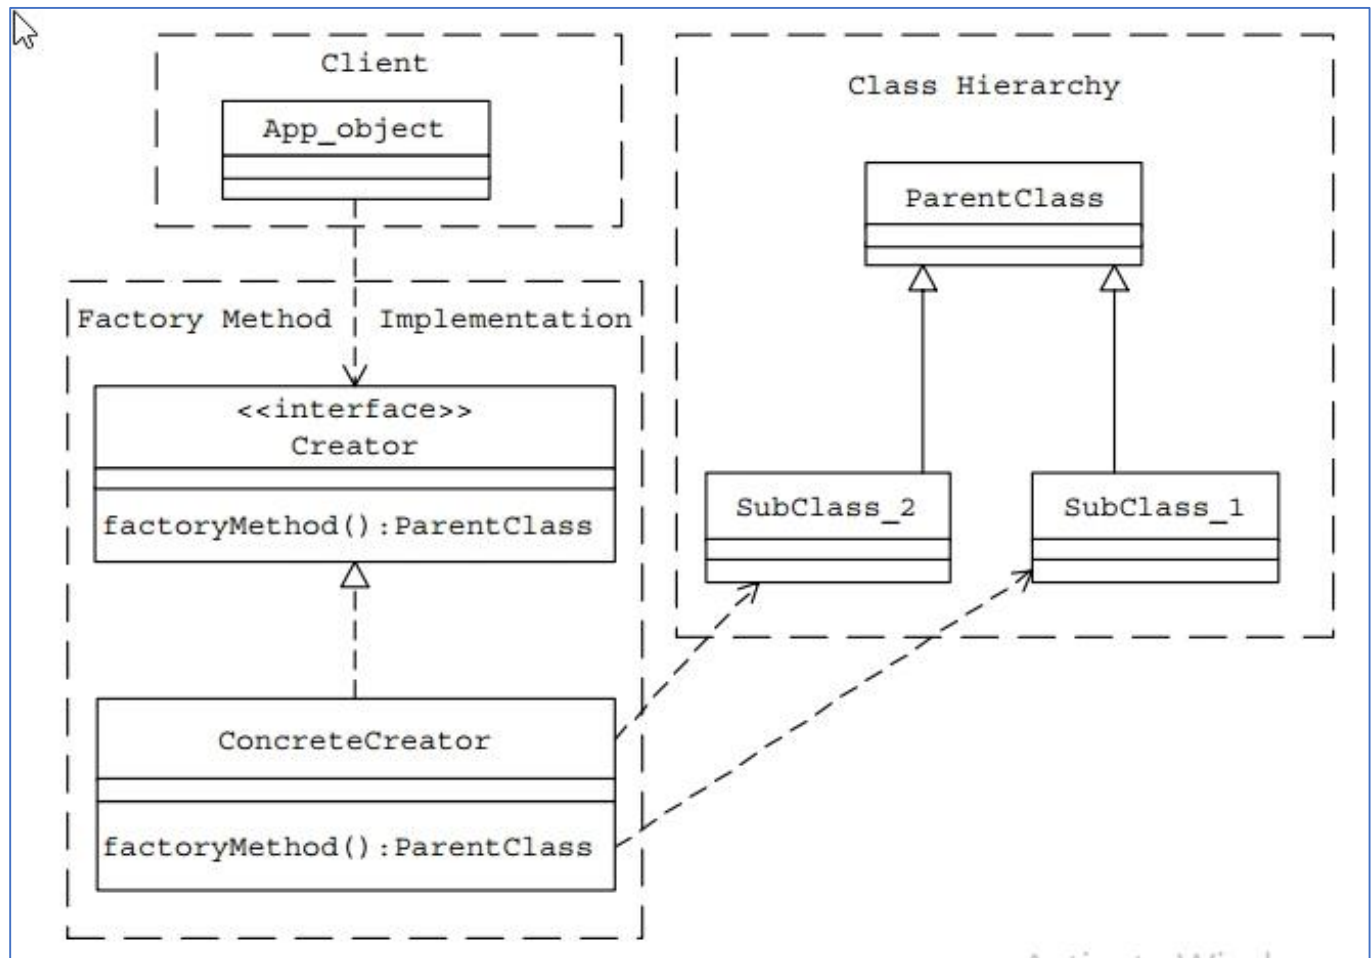 Client
App_object
Class Hierarchy
ParentClass
Factory Method Implementation
<<interface>>
Creator
factoryMethod():ParentClass
SubClass_2
SubClass_1
ConcreteCreator
factoryMethod():ParentClass